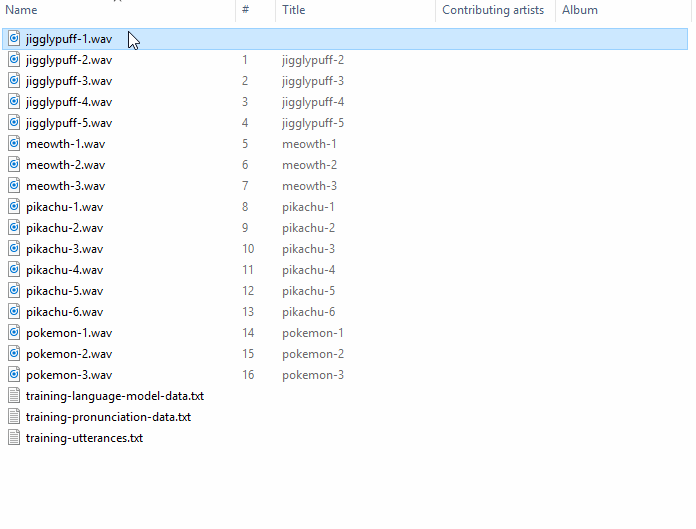 Name # Title Contributing artists Album
jigglypuff-1.wav
jigglypuff-2.wav 1 jigglypuff-2
jigglypuff-3.wav 2 jigglypuff-3
jigglypuff-4.wav 3 jigglypuff-4
jigglypuff-5.wav 4 jigglypuff-5
meowth-1.wav 5 meowth-1
meowth-2.wav 6 meowth-2
meowth-3.wav 7 meowth-3
pikachu-1.wav 8 pikachu-1
pikachu-2.wav 9 pikachu-2
pikachu-3.wav 10 pikachu-3
pikachu-4.wav 11 pikachu-4
pikachu-5.wav 12 pikachu-5
pikachu-6.wav 13 pikachu-6
pokemon-1.wav 14 pokemon-1
pokemon-2.wav 15 pokemon-2
pokemon-3.wav 16 pokemon-3
training-language-model-data.txt
training-pronunciation-data.txt
training-utterances.txt